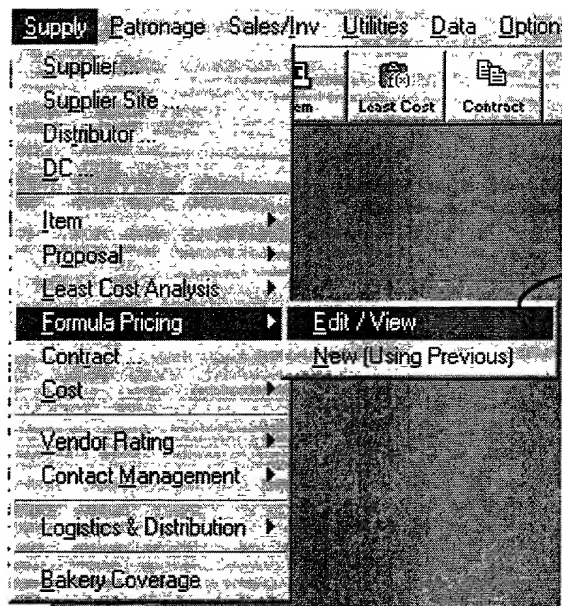 Supply Patronage Sales/Inv Utilities Data Option
Supplier ...
Supplier Site ...
Distributor ...
DC ...
em Least Cost Contract
Item
Proposal
Least Cost Analysis
Formula Pricing
Edit / View
New (Using Previous)
Contract ...
Cost
Vendor Rating
Contact Management
Logistics & Distribution
Bakery Coverage